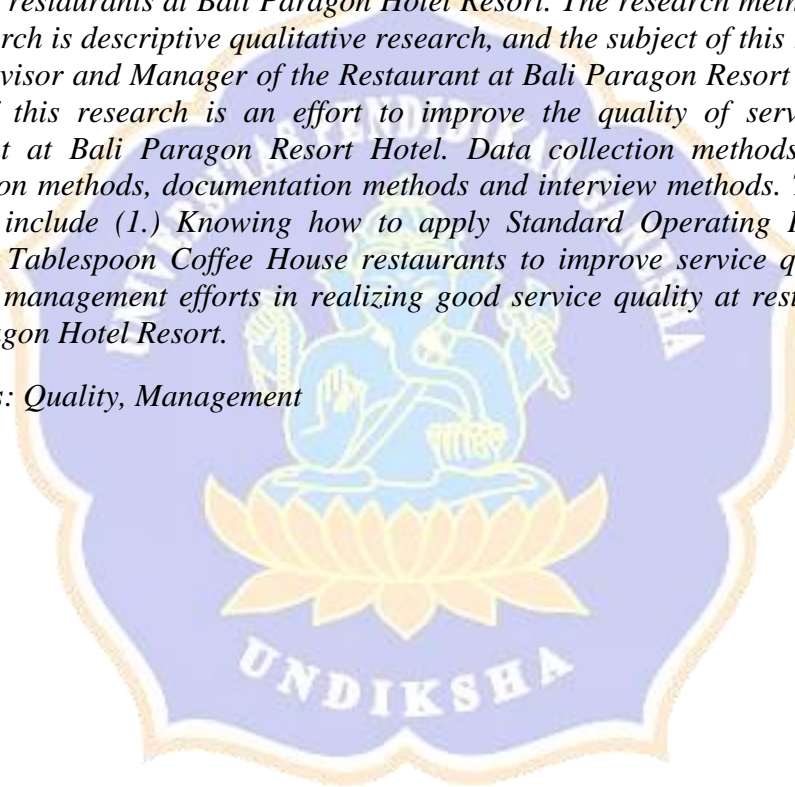 restaurants at Bali Paragon Hotel Resort. The research meth
rch is descriptive qualitative research, and the subject of this
visor and Manager of the Restaurant at Bali Paragon Resort
this research is an effort to improve the quality of serv
t at Bali Paragon Resort Hotel. Data collection methods
on methods, documentation methods and interview methods.
include (1.) Knowing how to apply Standard Operating
Tablespoon Coffee House restaurants to improve service q
management efforts in realizing good service quality at rest
gon Hotel Resort.
s: Quality, Management
UNIVERSITAS PENDIDIKAN GANESHA
UNDIKSHA